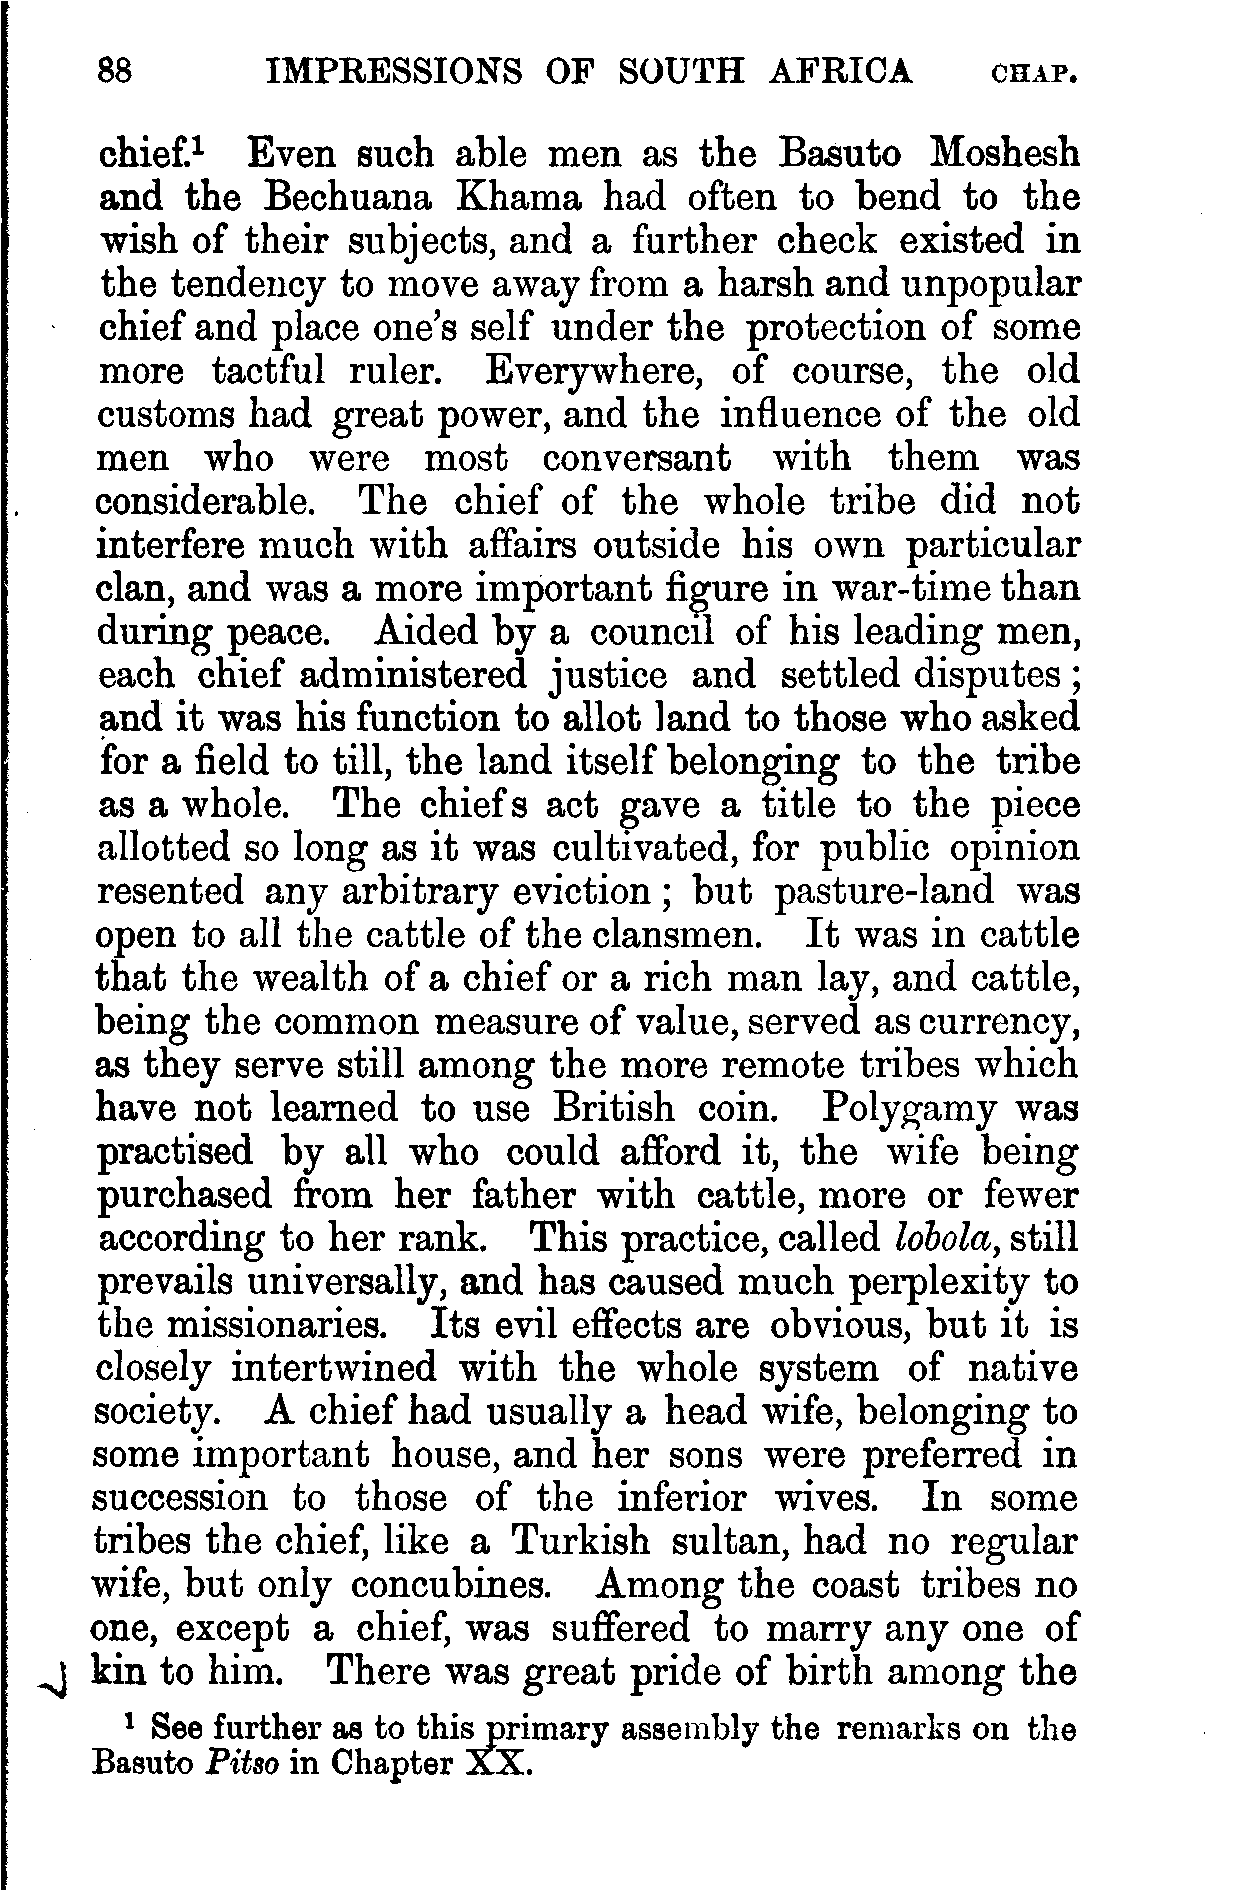 88 IMPRESSIONS OF SOUTH AFRICA CHAP.
chief.¹ Even such able men as the Basuto Moshesh
and the Bechuana Khama had often to bend to the
wish of their subjects, and a further check existed in
the tendency to move away from a harsh and unpopular
chief and place one's self under the protection of some
more tactful ruler. Everywhere, of course, the old
customs had great power, and the influence of the old
men who were most conversant with them was
considerable. The chief of the whole tribe did not
interfere much with affairs outside his own particular
clan, and was a more important figure in war-time than
during peace. Aided by a council of his leading men,
each chief administered justice and settled disputes ;
and it was his function to allot land to those who asked
for a field to till, the land itself belonging to the tribe
as a whole. The chief s act gave a title to the piece
allotted so long as it was cultivated, for public opinion
resented any arbitrary eviction ; but pasture-land was
open to all the cattle of the clansmen. It was in cattle
that the wealth of a chief or a rich man lay, and cattle,
being the common measure of value, served as currency,
as they serve still among the more remote tribes which
have not learned to use British coin. Polygamy was
practised by all who could afford it, the wife being
purchased from her father with cattle, more or fewer
according to her rank. This practice, called lobola, still
prevails universally, and has caused much perplexity to
the missionaries. Its evil effects are obvious, but it is
closely intertwined with the whole system of native
society. A chief had usually a head wife, belonging to
some important house, and her sons were preferred in
succession to those of the inferior wives. In some
tribes the chief, like a Turkish sultan, had no regular
wife, but only concubines. Among the coast tribes no
one, except a chief, was suffered to marry any one of
kin to him. There was great pride of birth among the
¹ See further as to this primary assembly the remarks on the
Basuto Pitso in Chapter XX.